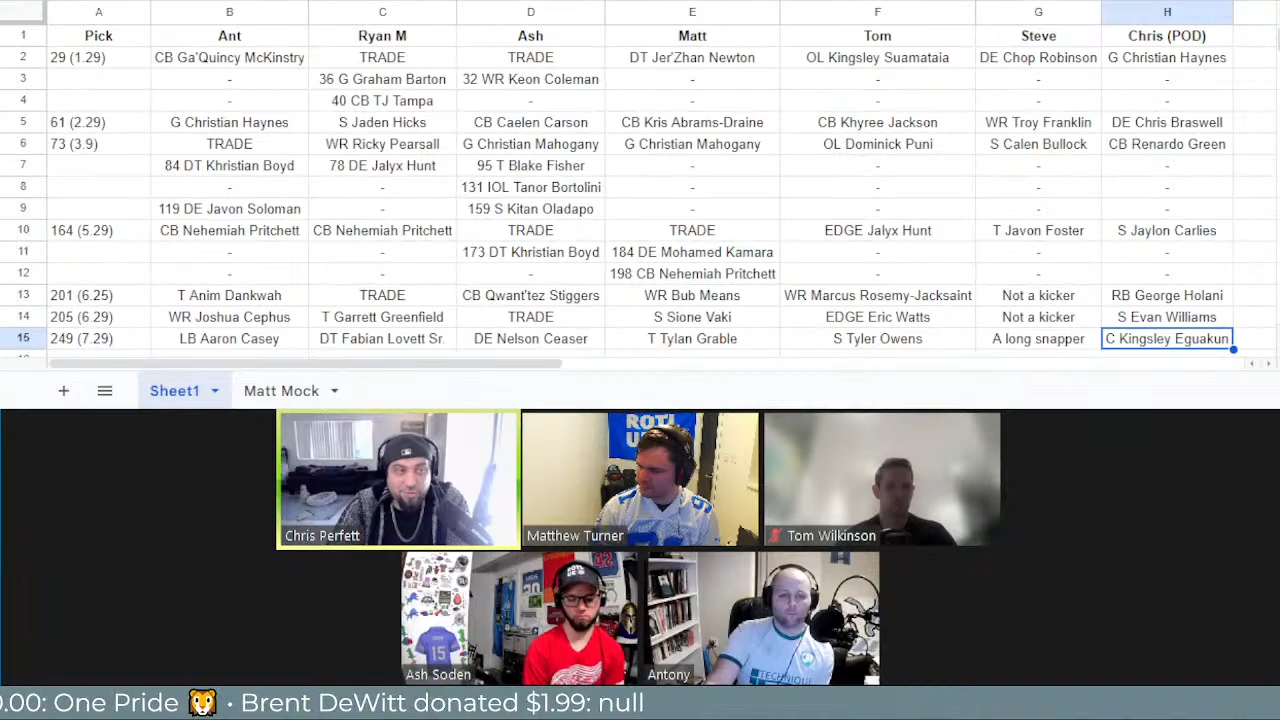 A B C D E F G H
1 Pick Ant Ryan M Ash Matt Tom Steve Chris (POD)
2 29 (1.29) CB Ga'Quincy McKinstry TRADE TRADE DT Jer'Zhan Newton OL Kingsley Suamataia DE Chop Robinson G Christian Haynes
3 - 36 G Graham Barton 32 WR Keon Coleman - - - -
4 - 40 CB TJ Tampa - - - - -
5 61 (2.29) G Christian Haynes S Jaden Hicks CB Caelen Carson CB Kris Abrams-Draine CB Khyree Jackson WR Troy Franklin DE Chris Braswell
6 73 (3.9) TRADE WR Ricky Pearsall G Christian Mahogany G Christian Mahogany OL Dominick Puni S Calen Bullock CB Renardo Green
7 84 DT Khristian Boyd 78 DE Jalyx Hunt 95 T Blake Fisher - - - -
8 - - 131 IOL Tanor Bortolini - - - -
9 119 DE Javon Soloman - 159 S Kitan Oladapo - - - -
10 164 (5.29) CB Nehemiah Pritchett CB Nehemiah Pritchett TRADE TRADE EDGE Jalyx Hunt T Javon Foster S Jaylon Carlies
11 - - 173 DT Khristian Boyd 184 DE Mohamed Kamara - - -
12 - - - 198 CB Nehemiah Pritchett - - -
13 201 (6.25) T Anim Dankwah TRADE CB Qwant'tez Stiggers WR Bub Means WR Marcus Rosemy-Jacksaint Not a kicker RB George Holani
14 205 (6.29) WR Joshua Cephus T Garrett Greenfield TRADE S Sione Vaki EDGE Eric Watts Not a kicker S Evan Williams
15 249 (7.29) LB Aaron Casey DT Fabian Lovett Sr. DE Nelson Ceaser T Tylan Grable S Tyler Owens A long snapper C Kingsley Eguakun
Sheet1 Matt Mock
ROTL
Chris Perfett Matthew Turner Tom Wilkinson
15
Ash Soden Antony
TECHNIQUE
0.00: One Pride 🦁 • Brent DeWitt donated $1.99: null